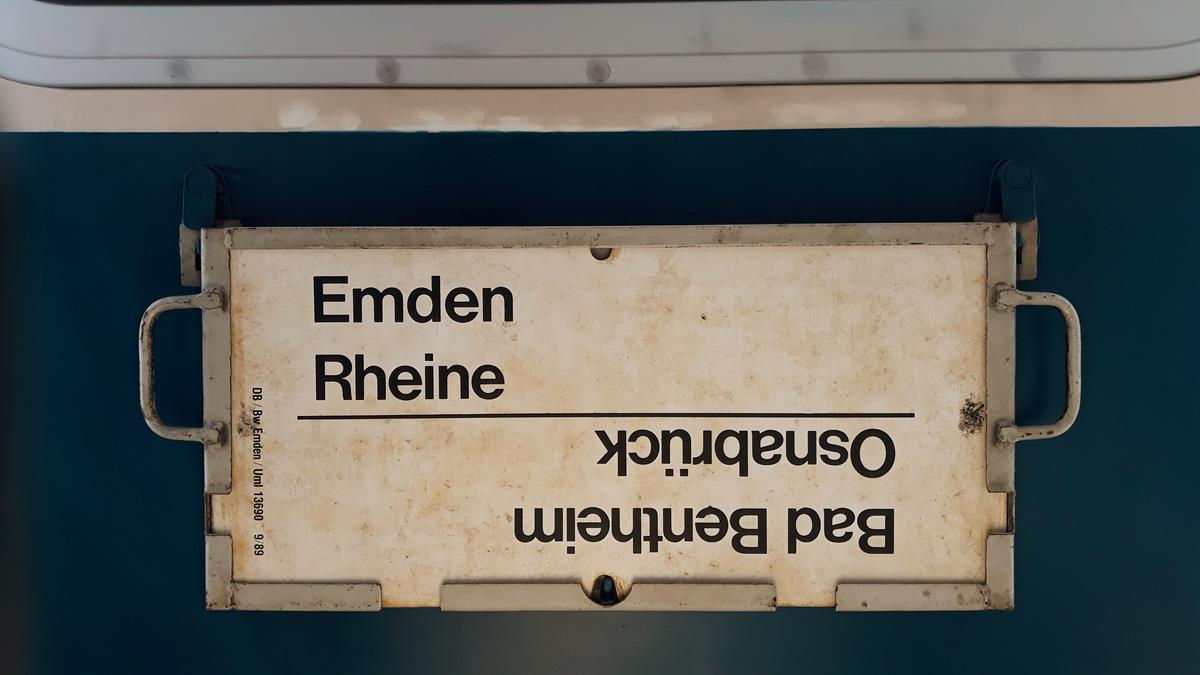 Emden
Rheine
Bad Bentheim
Osnabrück
DB / Bw Emden / Uml 13690 9/89